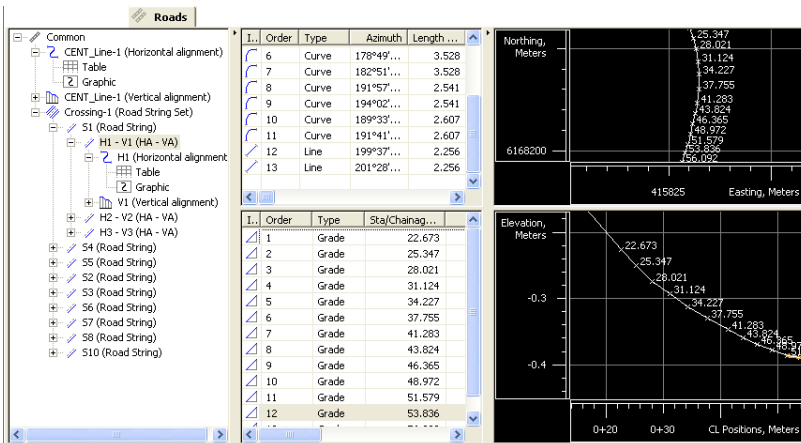 Roads
Common
CENT_Line-1 (Horizontal alignment)
Table
Graphic
CENT_Line-1 (Vertical alignment)
Crossing-1 (Road String Set)
S1 (Road String)
H1 - V1 (HA - VA)
H1 (Horizontal alignment
Table
Graphic
V1 (Vertical alignment)
H2 - V2 (HA - VA)
H3 - V3 (HA - VA)
S4 (Road String)
S5 (Road String)
S2 (Road String)
S3 (Road String)
S6 (Road String)
S7 (Road String)
S8 (Road String)
S10 (Road String)
I.. Order Type Azimuth Length ...
6 Curve 178°49'... 3.528
7 Curve 182°51'... 3.528
8 Curve 191°57'... 2.541
9 Curve 194°02'... 2.541
10 Curve 189°33'... 2.607
11 Curve 191°41'... 2.607
12 Line 199°37'... 2.256
13 Line 201°28'... 2.256
I.. Order Type Sta/Chainag...
1 Grade 22.673
2 Grade 25.347
3 Grade 28.021
4 Grade 31.124
5 Grade 34.227
6 Grade 37.755
7 Grade 41.283
8 Grade 43.824
9 Grade 46.365
10 Grade 48.972
11 Grade 51.579
12 Grade 53.836
Northing,
Meters
25.347
28.021
31.124
34.227
37.755
41.283
43.824
46.365
48.972
51.579
53.836
56.092
6168200
415825 Easting, Meters
Elevation,
Meters
22.673
25.347
28.021
31.124
-0.3
34.227
37.755
41.283
43.824
46.365
-0.4
0+20 0+30 CL Positions, Meters